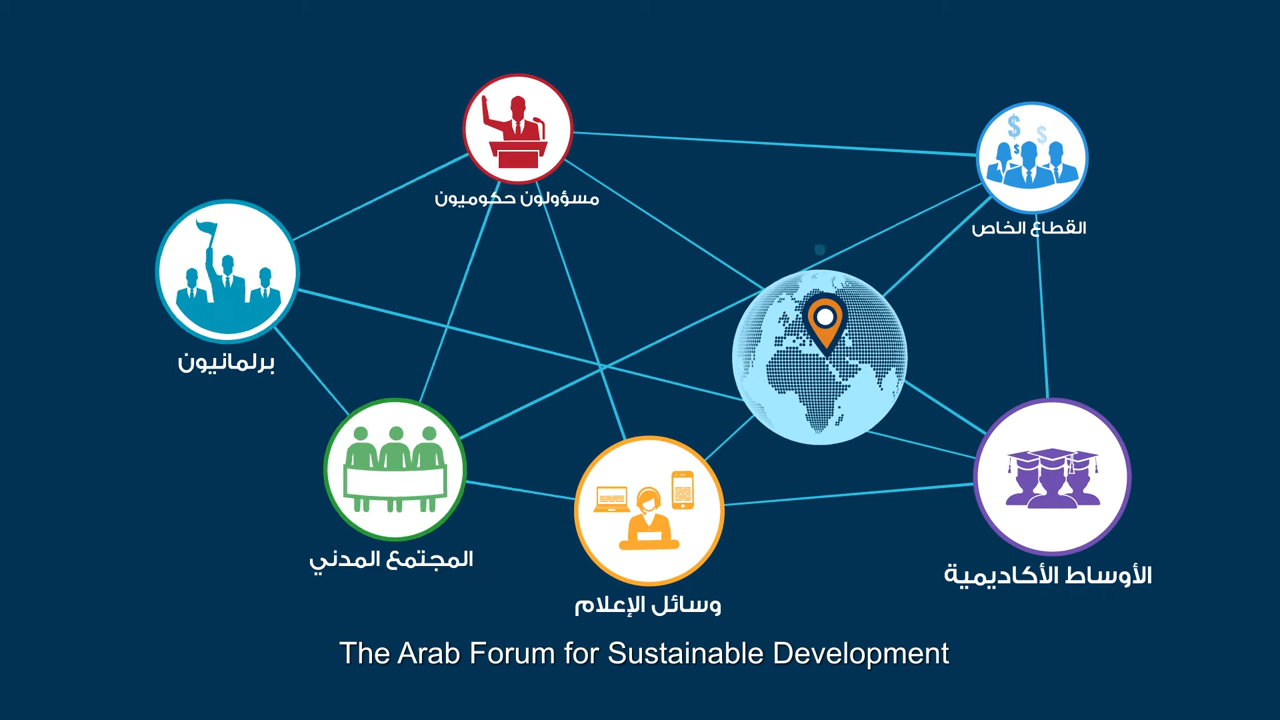 مسؤولون حكوميون
القطاع الخاص
برلمانيون
المجتمع المدني
وسائل الإعلام
الأوساط الأكاديمية
The Arab Forum for Sustainable Development
$
$
$